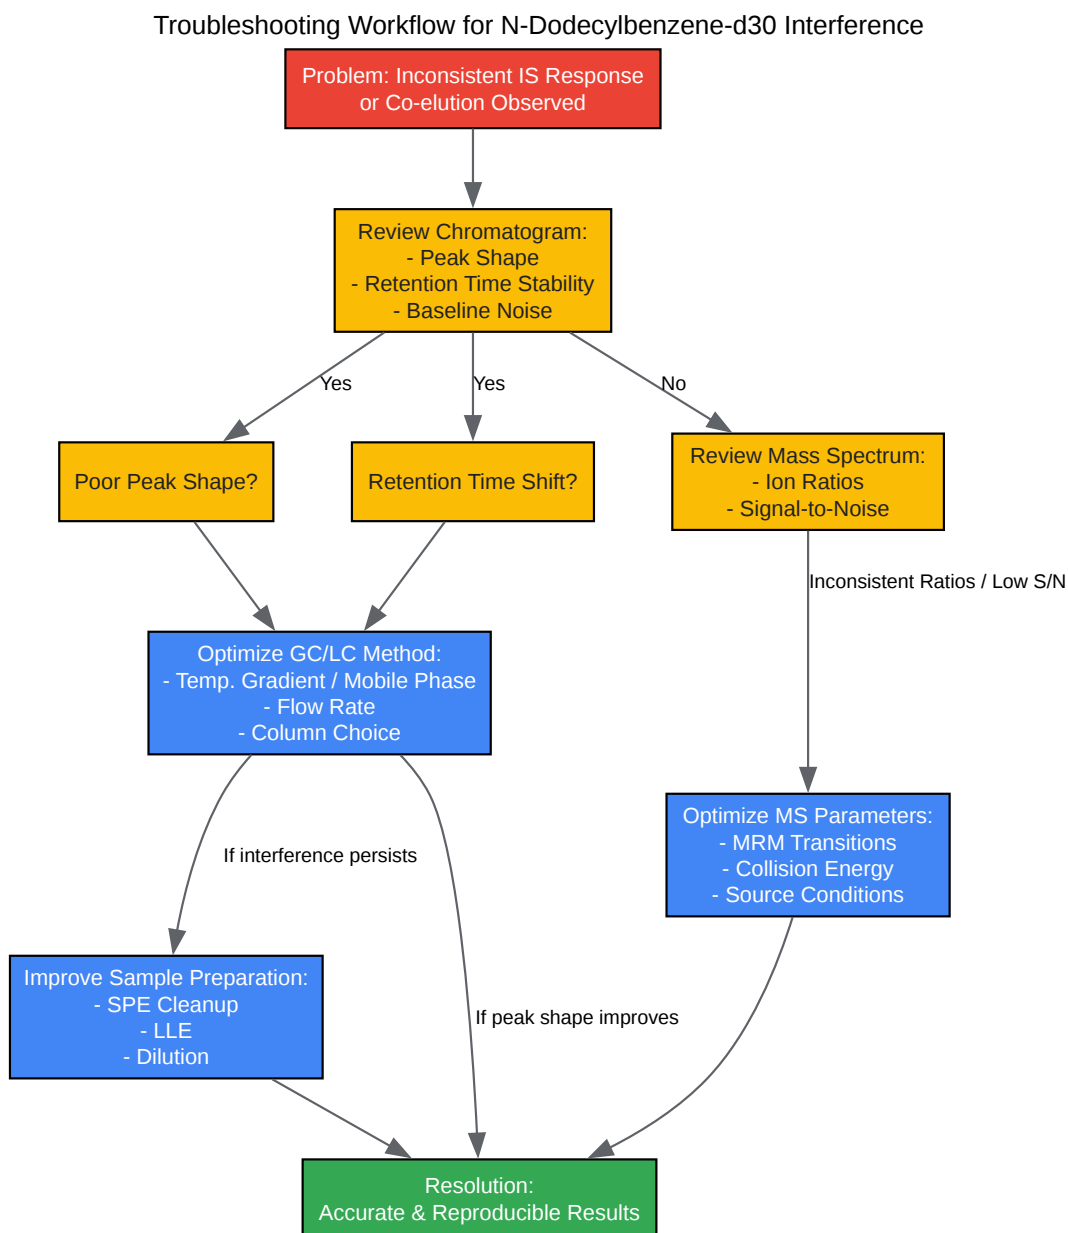 Troubleshooting Workflow for N-Dodecylbenzene-d30 Interference
Problem: Inconsistent IS Response
or Co-elution Observed
Review Chromatogram:
- Peak Shape
- Retention Time Stability
- Baseline Noise
Yes
Yes
No
Poor Peak Shape?
Retention Time Shift?
Review Mass Spectrum:
- Ion Ratios
- Signal-to-Noise
Inconsistent Ratios / Low S/N
Optimize GC/LC Method:
- Temp. Gradient / Mobile Phase
- Flow Rate
- Column Choice
Optimize MS Parameters:
- MRM Transitions
- Collision Energy
- Source Conditions
If interference persists
Improve Sample Preparation:
- SPE Cleanup
- LLE
- Dilution
If peak shape improves
Resolution:
Accurate & Reproducible Results